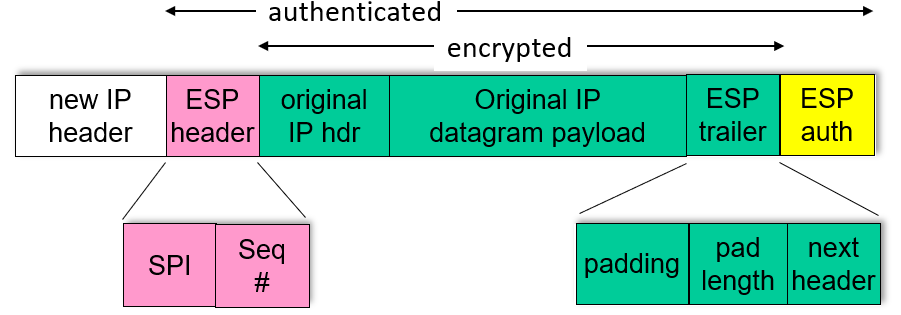 authenticated
encrypted
new IP
header
ESP
header
original
IP hdr
Original IP
datagram payload
ESP
trailer
ESP
auth
SPI
Seq
#
padding
pad
length
next
header